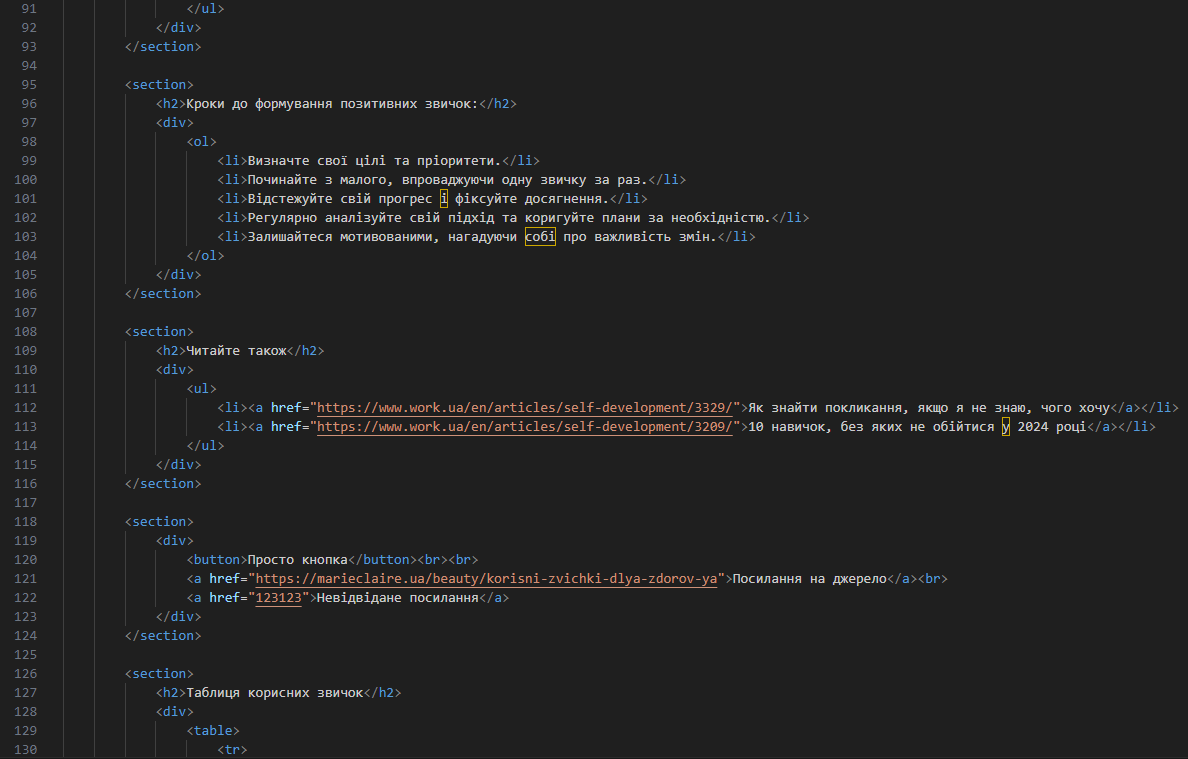 91 </ul>
92 </div>
93 </section>
94
95 <section>
96 <h2>Кроки до формування позитивних звичок:</h2>
97 <div>
98 <ol>
99 <li>Визначте свої цілі та пріоритети.</li>
100 <li>Починайте з малого, впроваджуючи одну звичку за раз.</li>
101 <li>Відстежуйте свій прогрес і фіксуйте досягнення.</li>
102 <li>Регулярно аналізуйте свій підхід та коригуйте плани за необхідністю.</li>
103 <li>Залишайтеся мотивованими, нагадуючи собі про важливість змін.</li>
104 </ol>
105 </div>
106 </section>
107
108 <section>
109 <h2>Читайте також</h2>
110 <div>
111 <ul>
112 <li><a href="https://www.work.ua/en/articles/self-development/3329/">Як знайти покликання, якщо я не знаю, чого хочу</a></li>
113 <li><a href="https://www.work.ua/en/articles/self-development/3209/">10 навичок, без яких не обійтися у 2024 році</a></li>
114 </ul>
115 </div>
116 </section>
117
118 <section>
119 <div>
120 <button>Просто кнопка</button><br><br>
121 <a href="https://marieclaire.ua/beauty/korisni-zvichki-dlya-zdorov-ya">Посилання на джерело</a><br>
122 <a href="123123">Невідвідане посилання</a>
123 </div>
124 </section>
125
126 <section>
127 <h2>Таблиця корисних звичок</h2>
128 <div>
129 <table>
130 <tr>